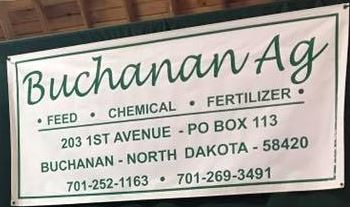 Buchanan Ag
• FEED • CHEMICAL • FERTILIZER •
203 1ST AVENUE - PO BOX 113
BUCHANAN - NORTH DAKOTA - 58420
701-252-1163 • 701-269-3491